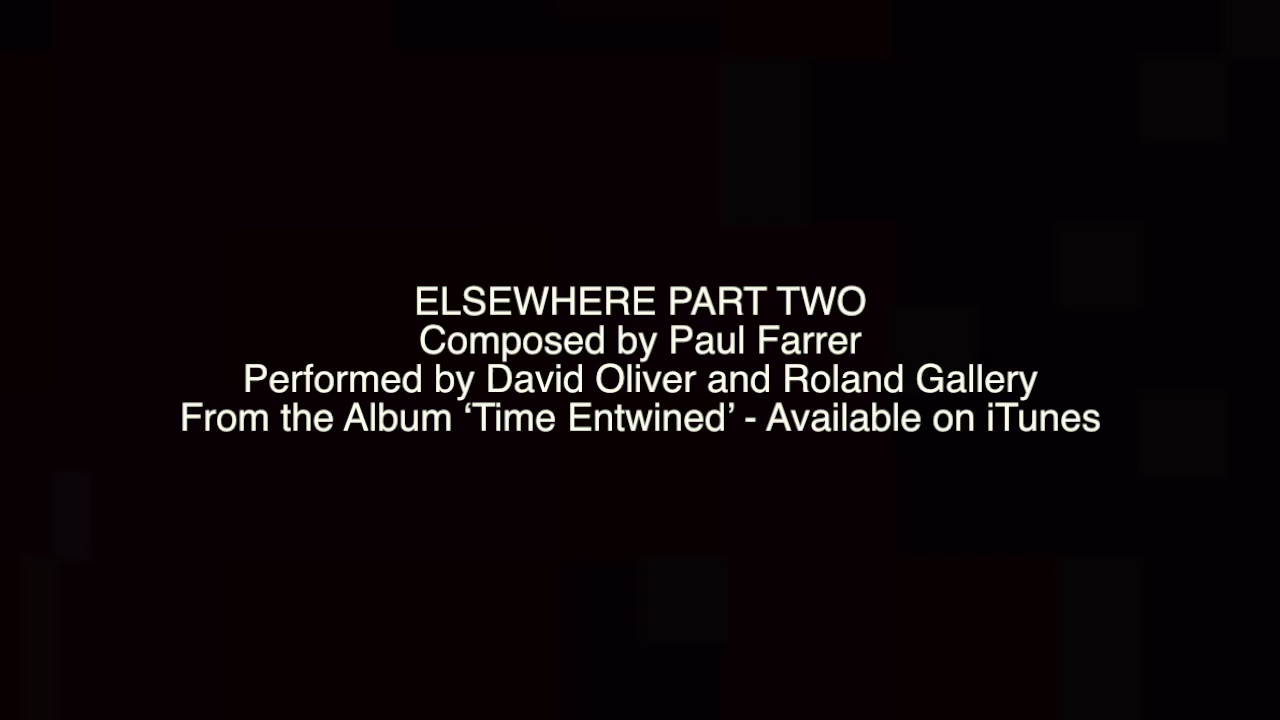 ELSEWHERE PART TWO
Composed by Paul Farrer
Performed by David Oliver and Roland Gallery
From the Album ‘Time Entwined’ - Available on iTunes